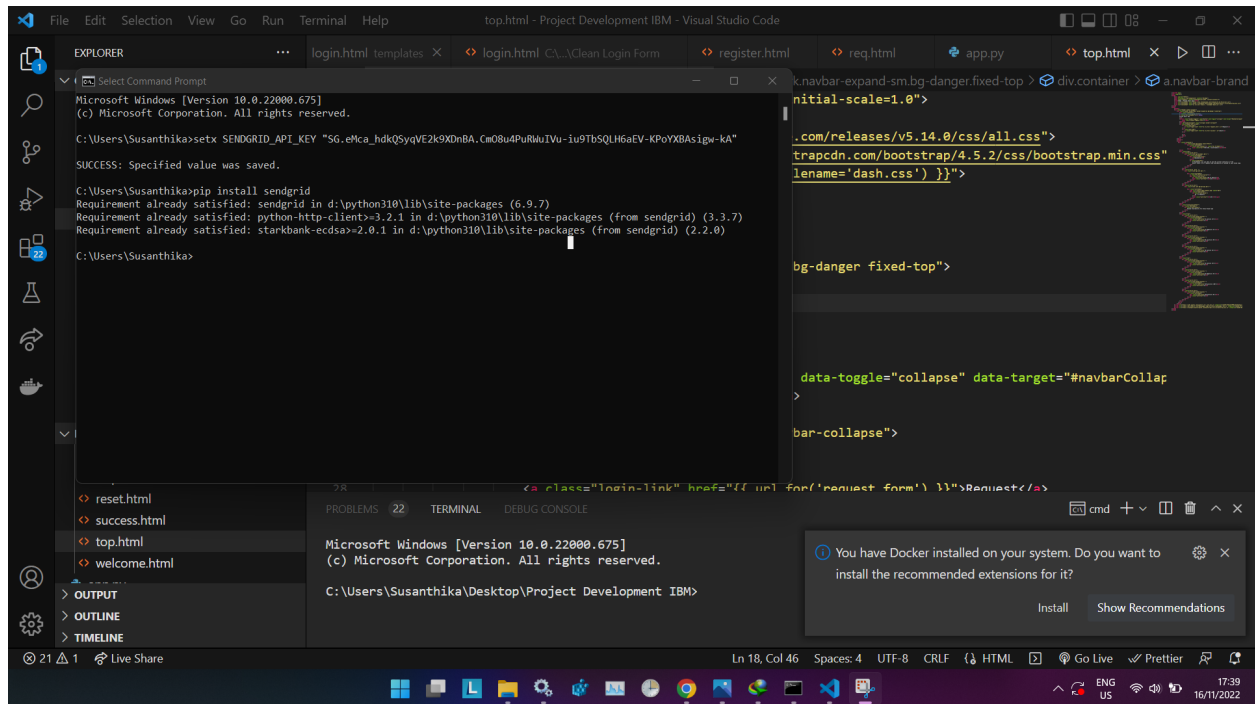 File Edit Selection View Go Run Terminal Help
top.html - Project Development IBM - Visual Studio Code
EXPLORER
login.html templates
login.html C:\...\Clean Login Form
register.html
req.html
app.py
top.html
Select Command Prompt
k.navbar-expand-sm.bg-danger.fixed-top > div.container > a.navbar-brand
Microsoft Windows [Version 10.0.22000.675]
(c) Microsoft Corporation. All rights reserved.
C:\Users\Susanthika>setx SENDGRID_API_KEY "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"
SUCCESS: Specified value was saved.
C:\Users\Susanthika>pip install sendgrid
Requirement already satisfied: sendgrid in d:\python310\lib\site-packages (6.9.7)
Requirement already satisfied: python-http-client>=3.2.1 in d:\python310\lib\site-packages (from sendgrid) (3.3.7)
Requirement already satisfied: starkbank-ecdsa>=2.0.1 in d:\python310\lib\site-packages (from sendgrid) (2.2.0)
C:\Users\Susanthika>
nitial-scale=1.0">
.com/releases/v5.14.0/css/all.css">
trapcdn.com/bootstrap/4.5.2/css/bootstrap.min.css"
lename='dash.css') }}">
bg-danger fixed-top">
data-toggle="collapse" data-target="#navbarCollap
>
bar-collapse">
28 <a class="login-link" href="{{ url_for('request_form') }}">Request</a>
reset.html
success.html
top.html
welcome.html
app.py
OUTPUT
OUTLINE
TIMELINE
PROBLEMS 22 TERMINAL DEBUG CONSOLE
cmd
Microsoft Windows [Version 10.0.22000.675]
(c) Microsoft Corporation. All rights reserved.
C:\Users\Susanthika\Desktop\Project Development IBM>
You have Docker installed on your system. Do you want to
install the recommended extensions for it?
Install Show Recommendations
1
22
21 1 Live Share
Ln 18, Col 46 Spaces: 4 UTF-8 CRLF HTML Go Live Prettier
L
ENG
US
17:39
16/11/2022